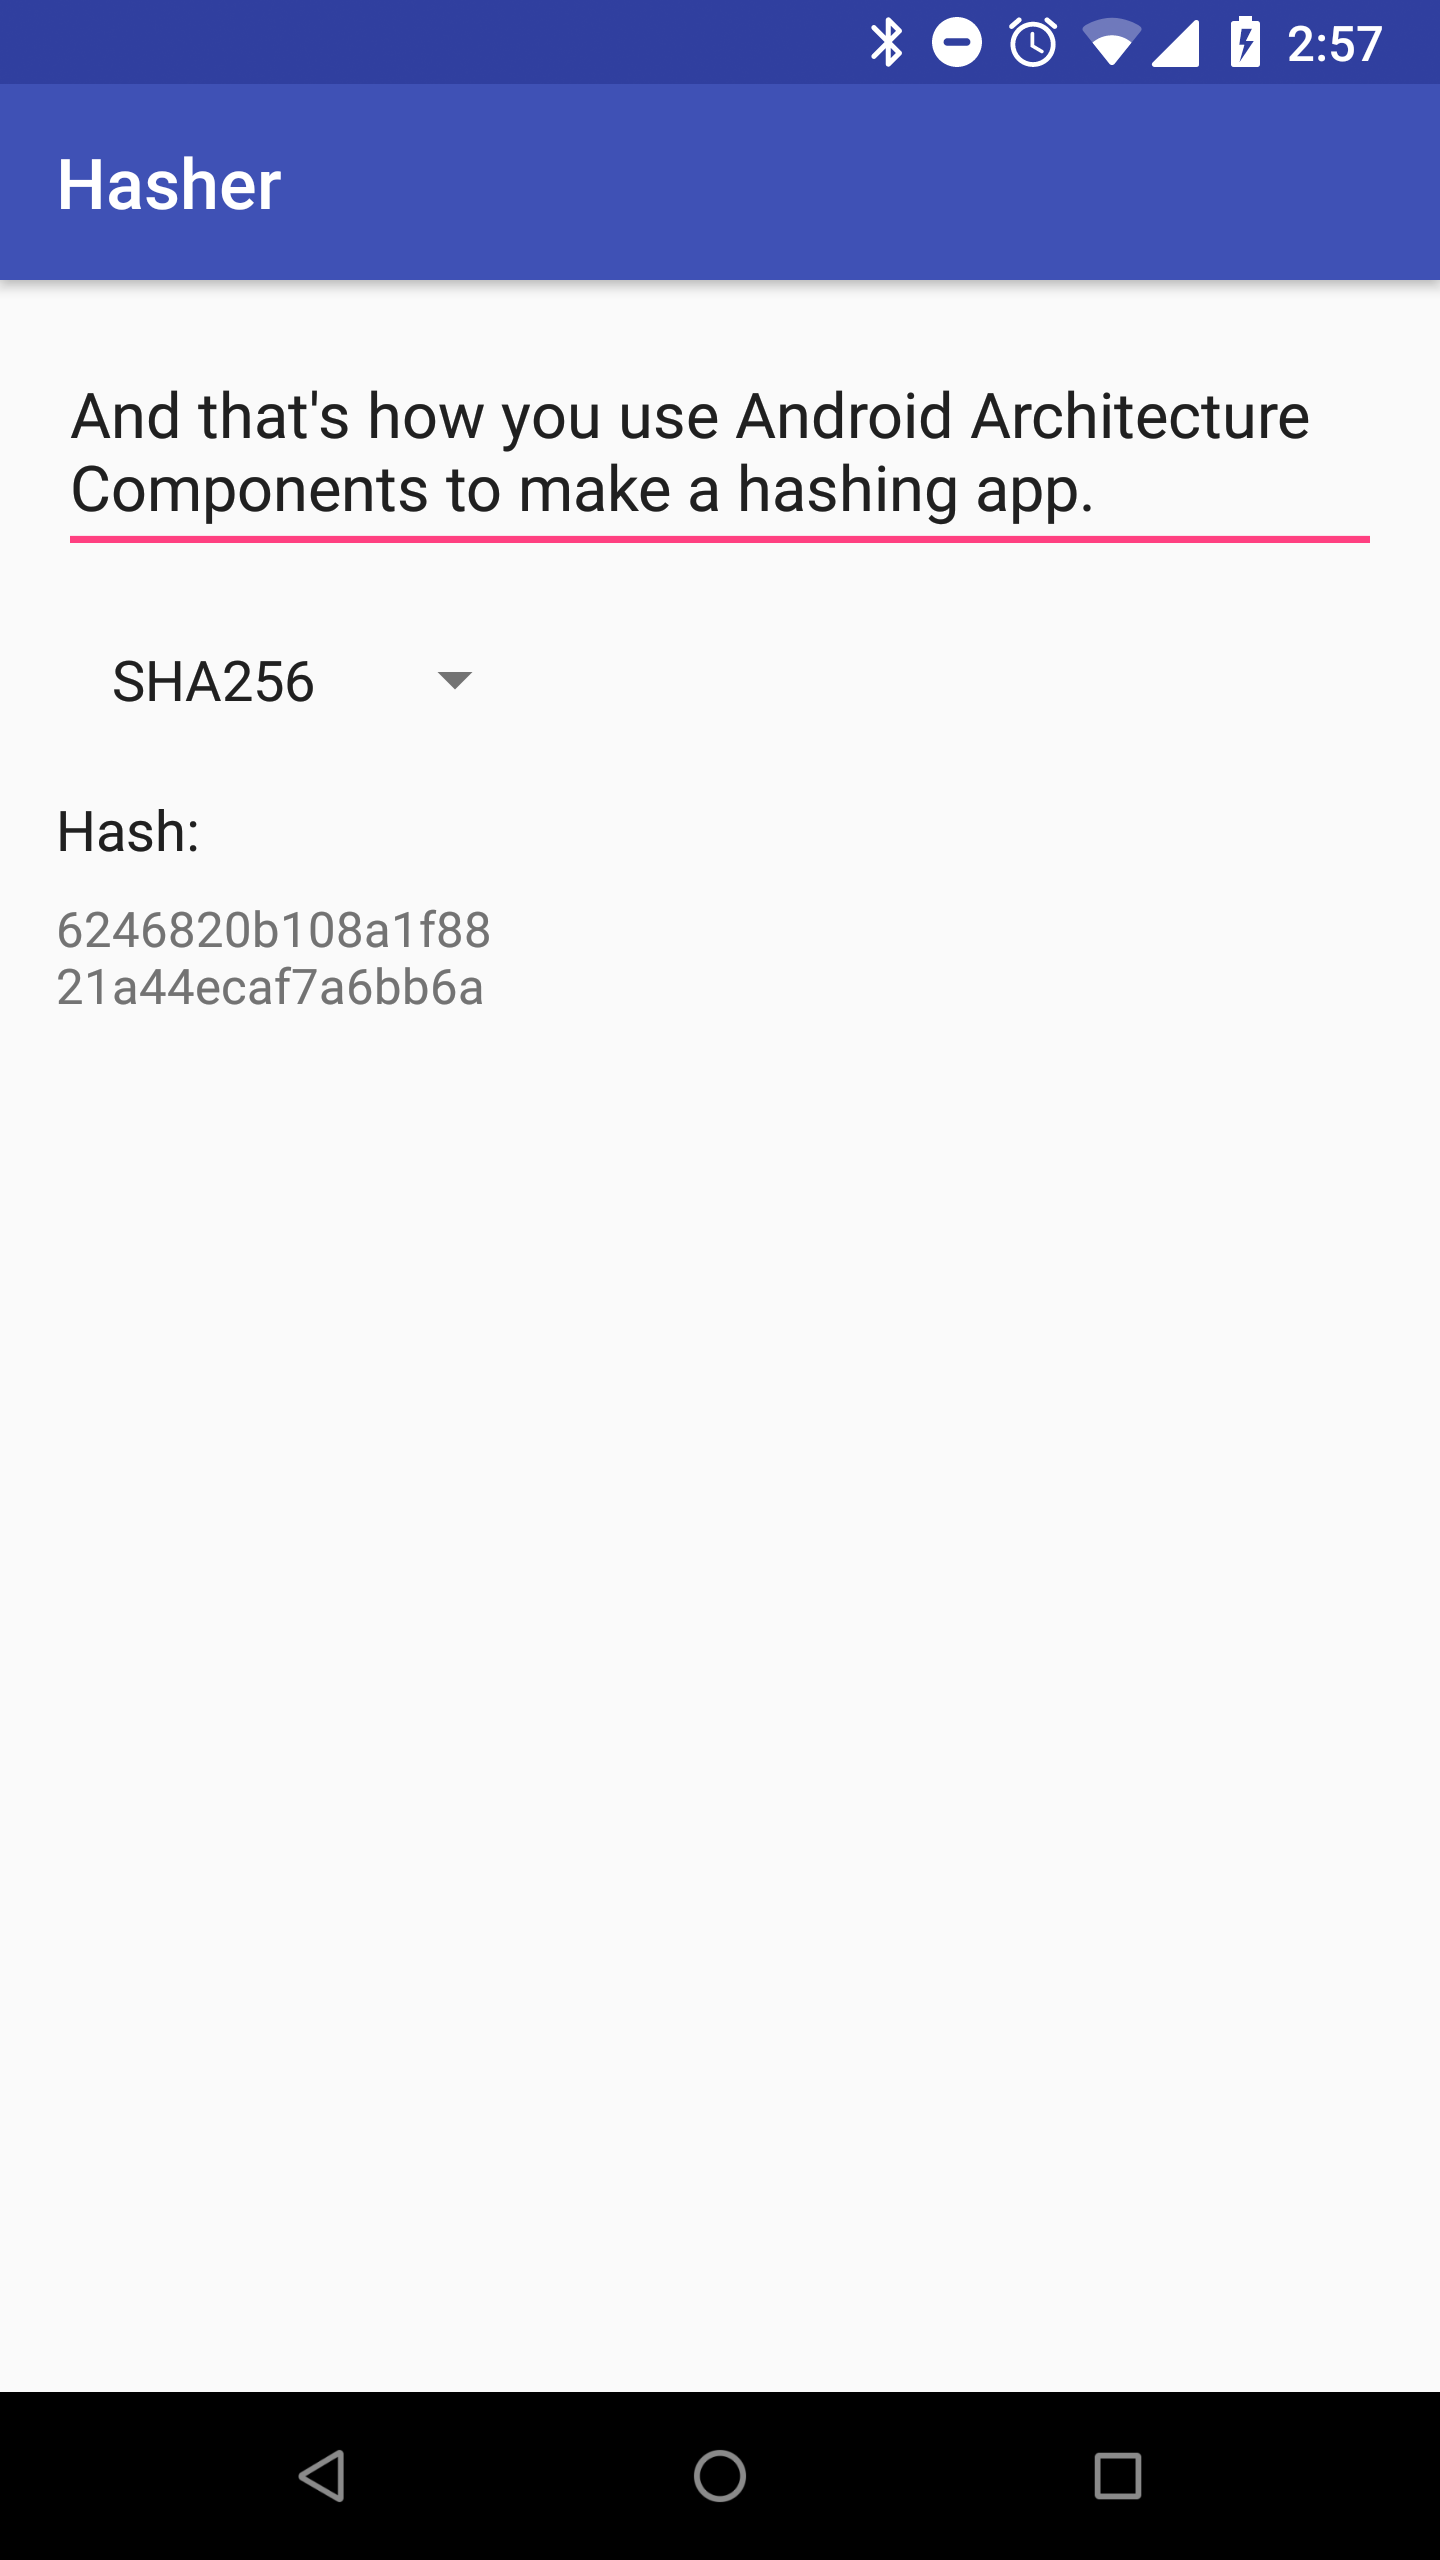 2:57
Hasher
And that's how you use Android Architecture
Components to make a hashing app.
SHA256
Hash:
6246820b108a1f88
21a44ecaf7a6bb6a